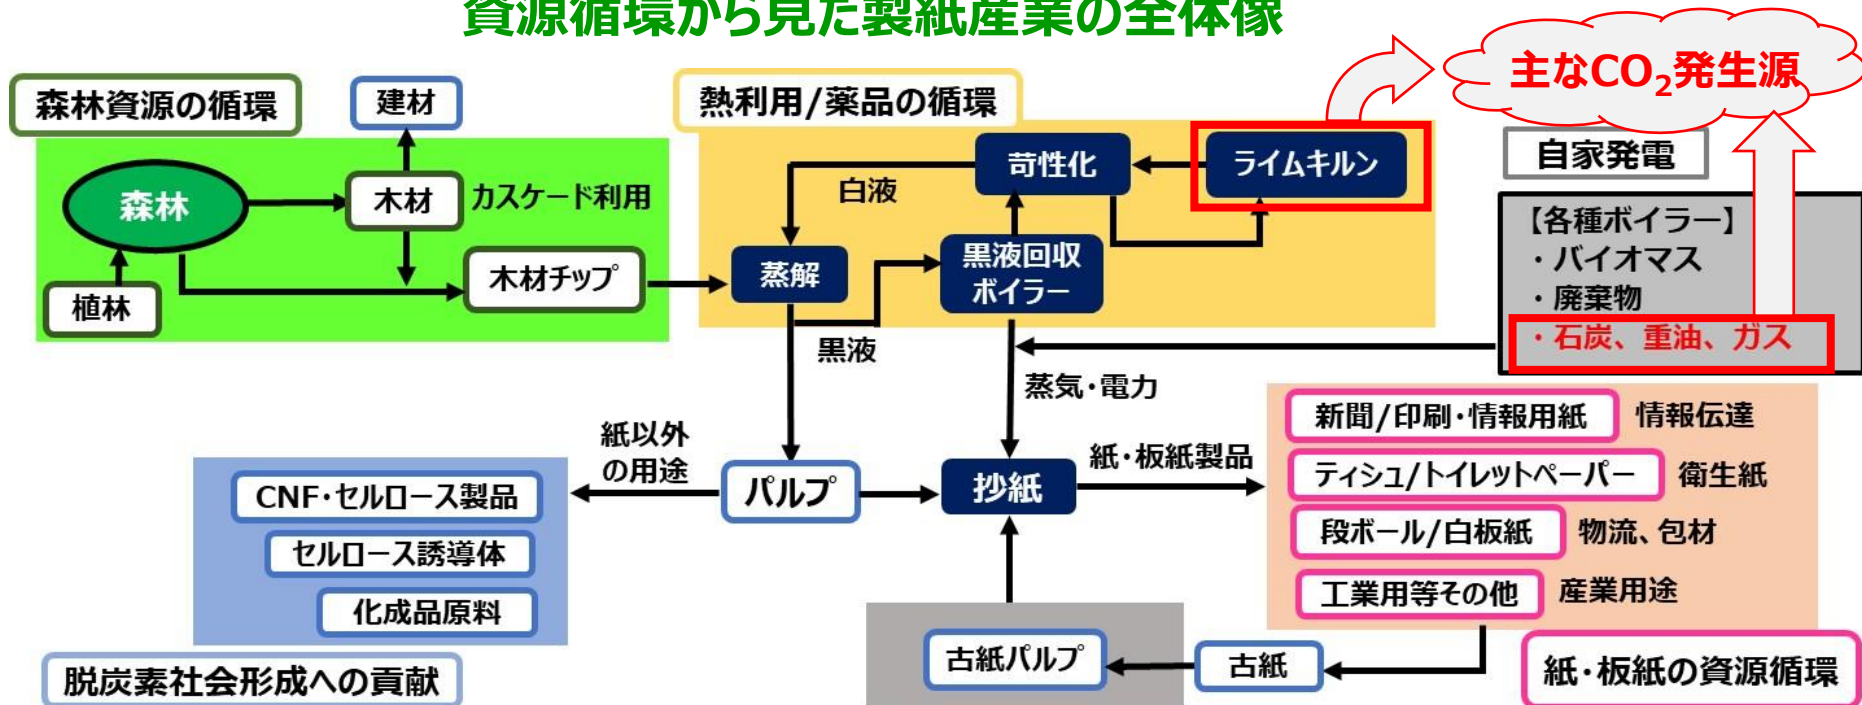 資源循環から見た製紙産業の全体像
主なCO₂発生源
森林資源の循環
建材
熱利用/薬品の循環
自家発電
森林
木材
カスケード利用
植林
木材チップ
白液
苛性化
ライムキルン
蒸解
黒液回収
ボイラー
黒液
【各種ボイラー】
・バイオマス
・廃棄物
・石炭、重油、ガス
蒸気・電力
紙以外
の用途
パルプ
抄紙
紙・板紙製品
CNF・セルロース製品
セルロース誘導体
化成品原料
脱炭素社会形成への貢献
新聞/印刷・情報用紙
情報伝達
ティシュ/トイレットペーパー
衛生紙
段ボール/白板紙
物流、包材
工業用等その他
産業用途
古紙パルプ
古紙
紙・板紙の資源循環